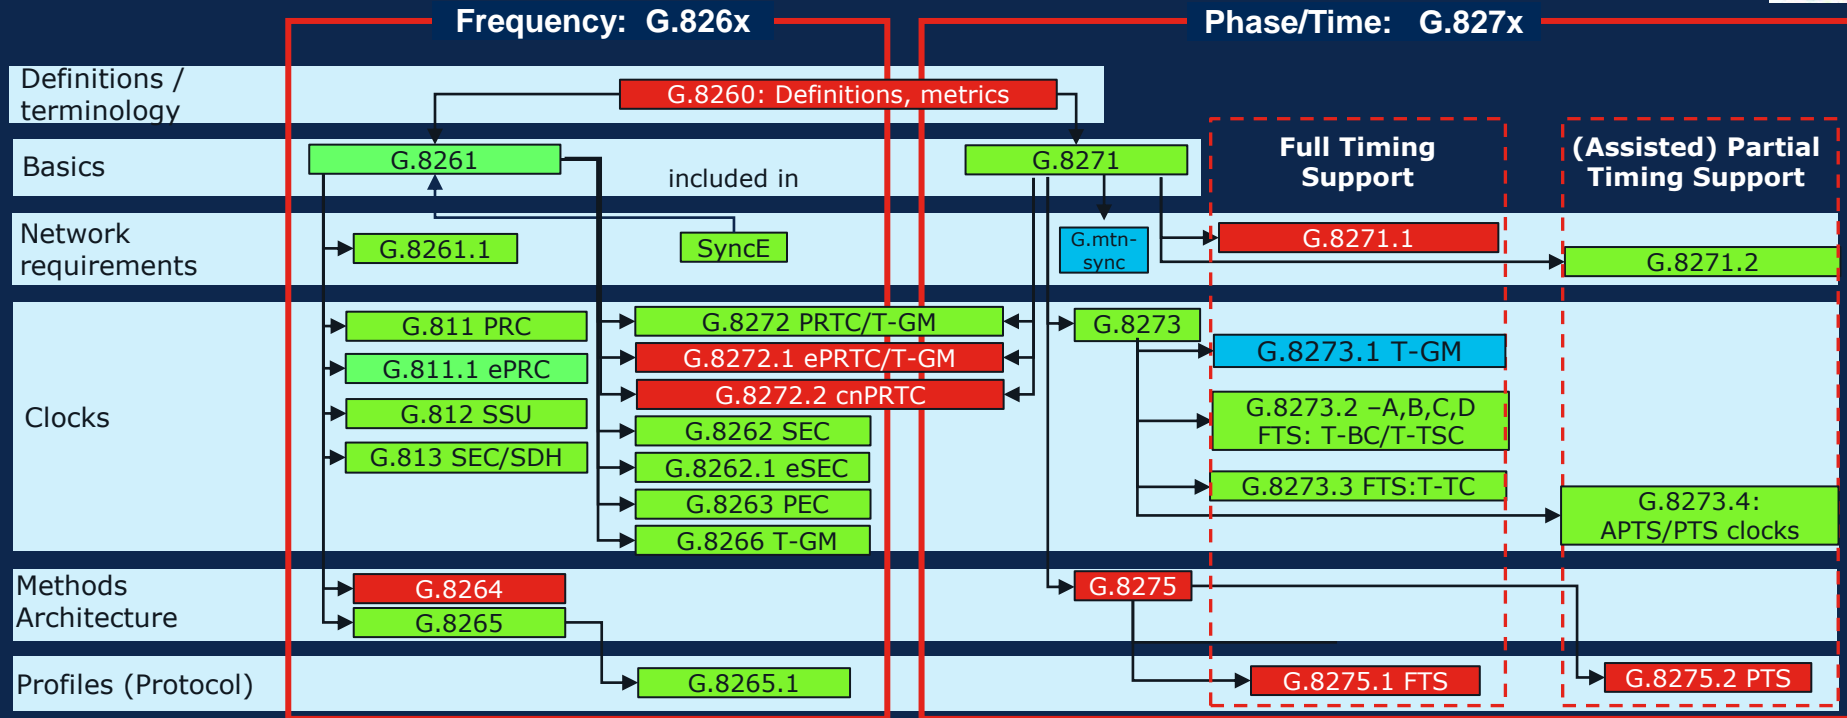 Frequency: G.826x
Phase/Time: G.827x
Definitions /
terminology
G.8260: Definitions, metrics
Basics
G.8261
included in
G.8271
Full Timing
Support
(Assisted) Partial
Timing Support
Network
requirements
G.8261.1
SyncE
G.mtn-
sync
G.8271.1
G.8271.2
Clocks
G.811 PRC
G.811.1 ePRC
G.812 SSU
G.813 SEC/SDH
G.8272 PRTC/T-GM
G.8272.1 ePRTC/T-GM
G.8272.2 cnPRTC
G.8262 SEC
G.8262.1 eSEC
G.8263 PEC
G.8266 T-GM
G.8273
G.8273.1 T-GM
G.8273.2 –A,B,C,D
FTS: T-BC/T-TSC
G.8273.3 FTS:T-TC
G.8273.4:
APTS/PTS clocks
Methods
Architecture
G.8264
G.8265
G.8275
Profiles (Protocol)
G.8265.1
G.8275.1 FTS
G.8275.2 PTS